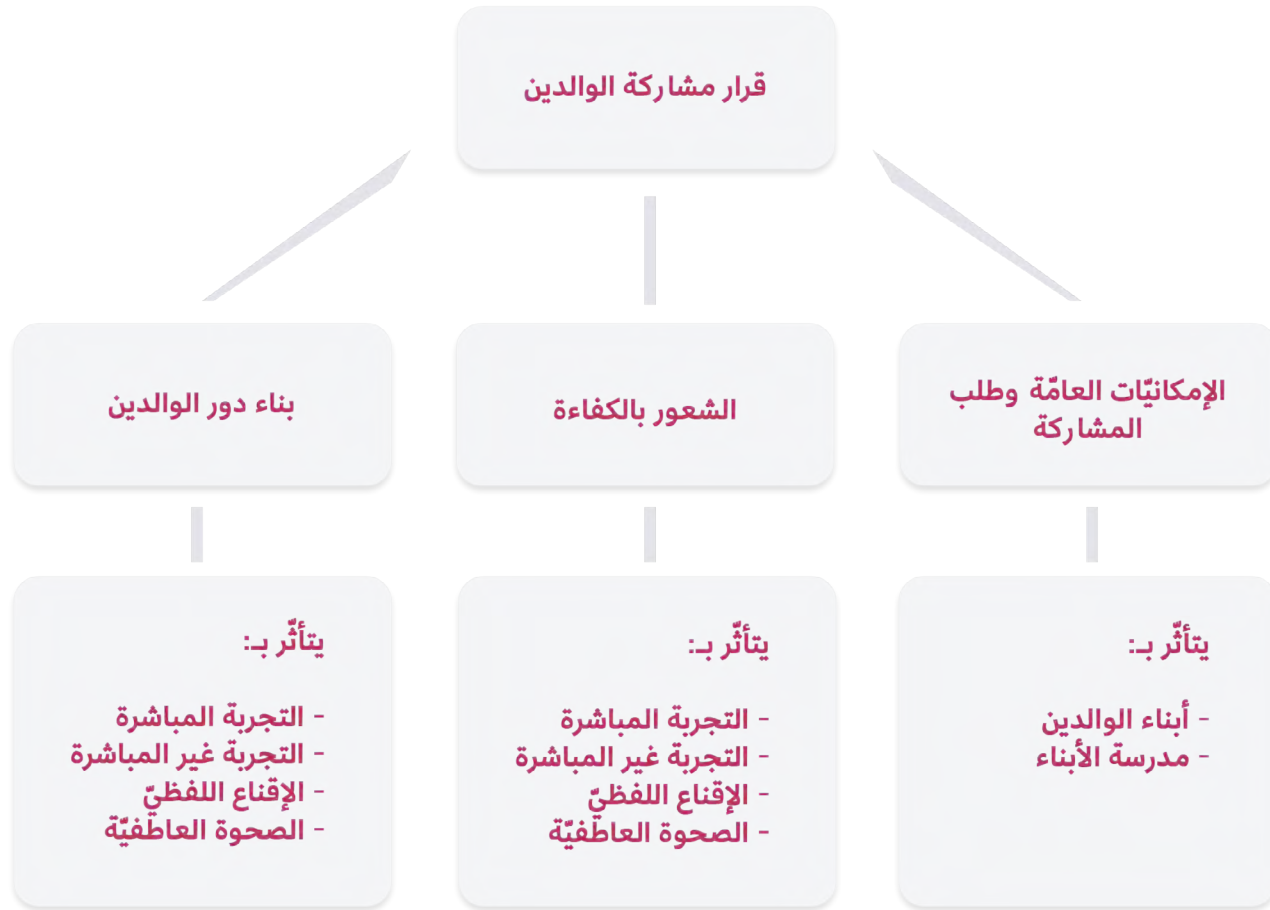 قرار مشاركة الوالدين
الإمكانيّات العامّة وطلب
المشاركة
الشعور بالكفاءة
بناء دور الوالدين
يتأثّر بـ:
- أبناء الوالدين
- مدرسة الأبناء
يتأثّر بـ:
- التجربة المباشرة
- التجربة غير المباشرة
- الإقناع اللفظيّ
- الصحوة العاطفيّة
يتأثّر بـ:
- التجربة المباشرة
- التجربة غير المباشرة
- الإقناع اللفظيّ
- الصحوة العاطفيّة